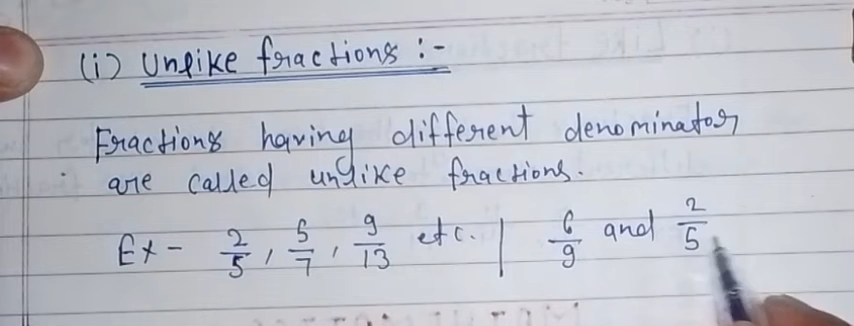 (i) Unlike fractions :-
Fractions having different denominators
are called unlike fractions.
Ex - 2/5, 5/7, 9/13 etc. | 6/9 and 2/5